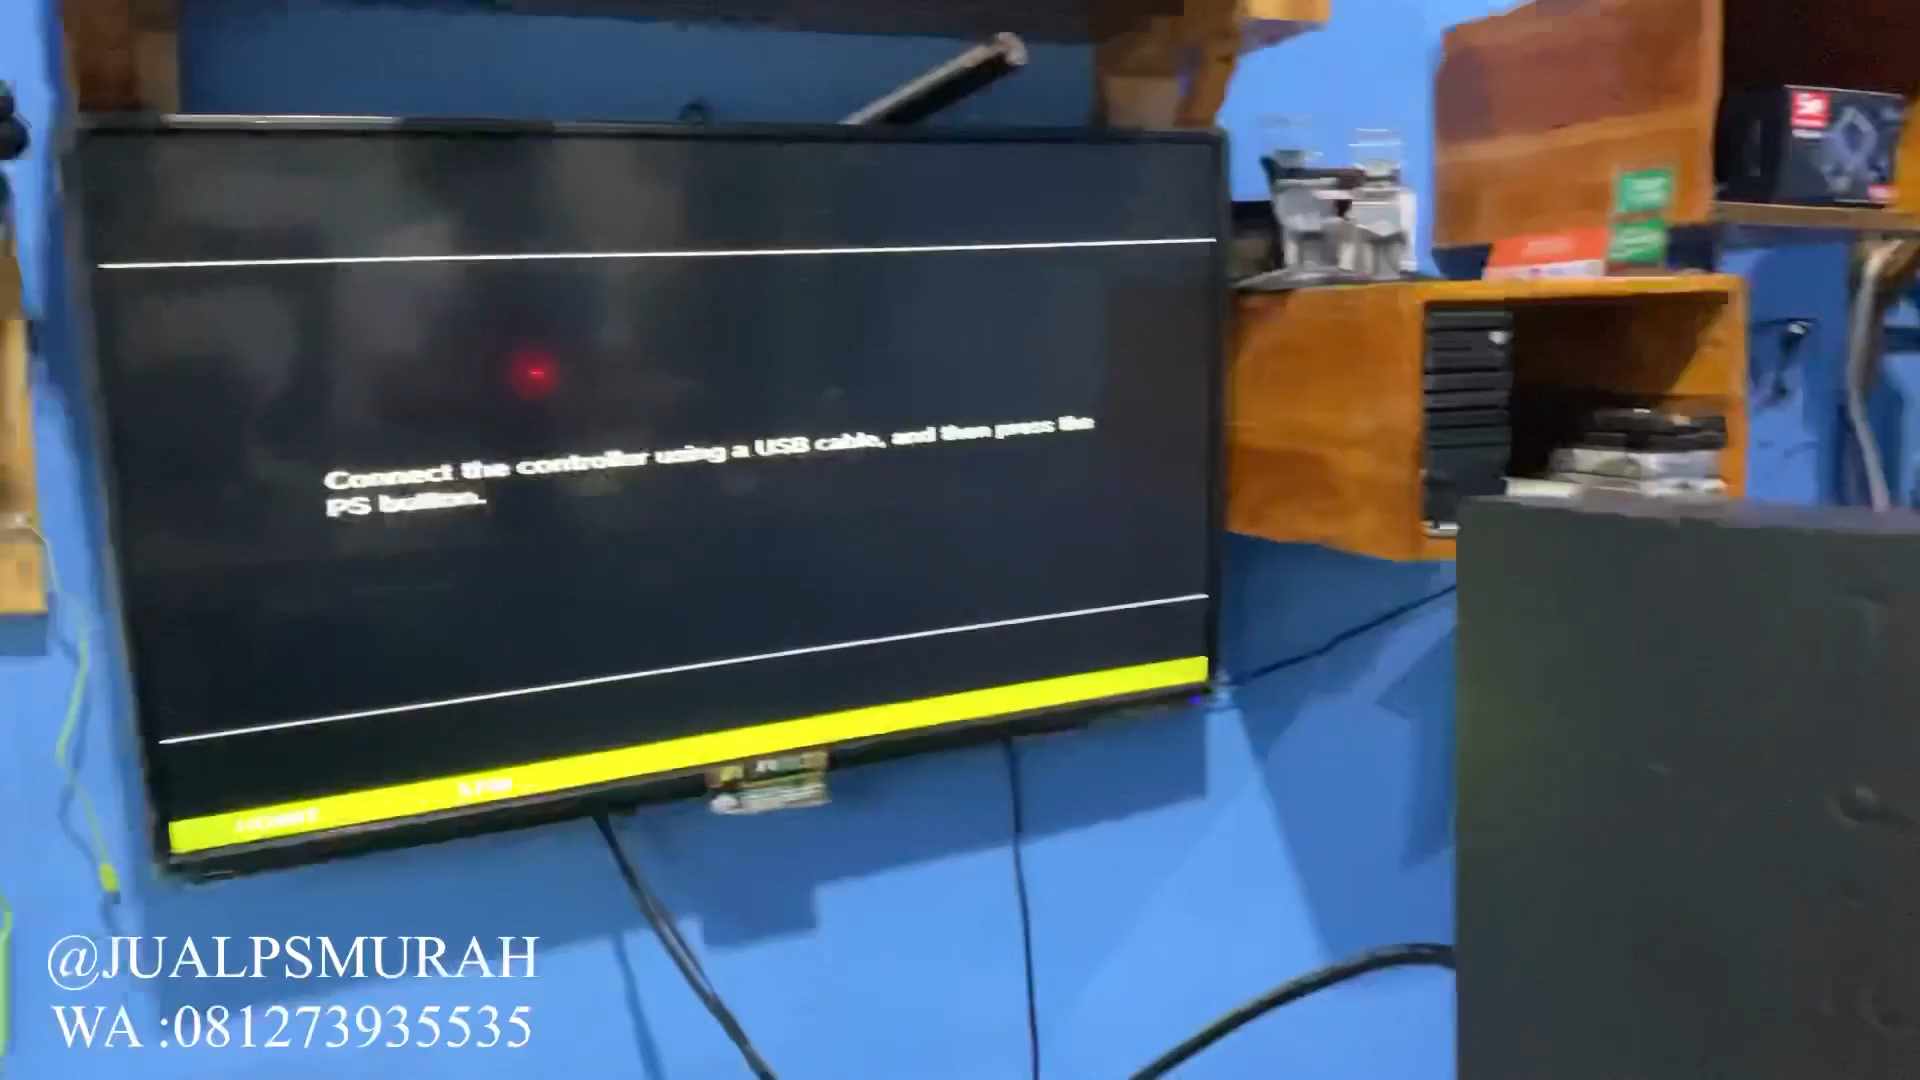 Connect the controller using a USB cable, and then press the
PS button.
@JUALPSMURAH
WA :081273935535